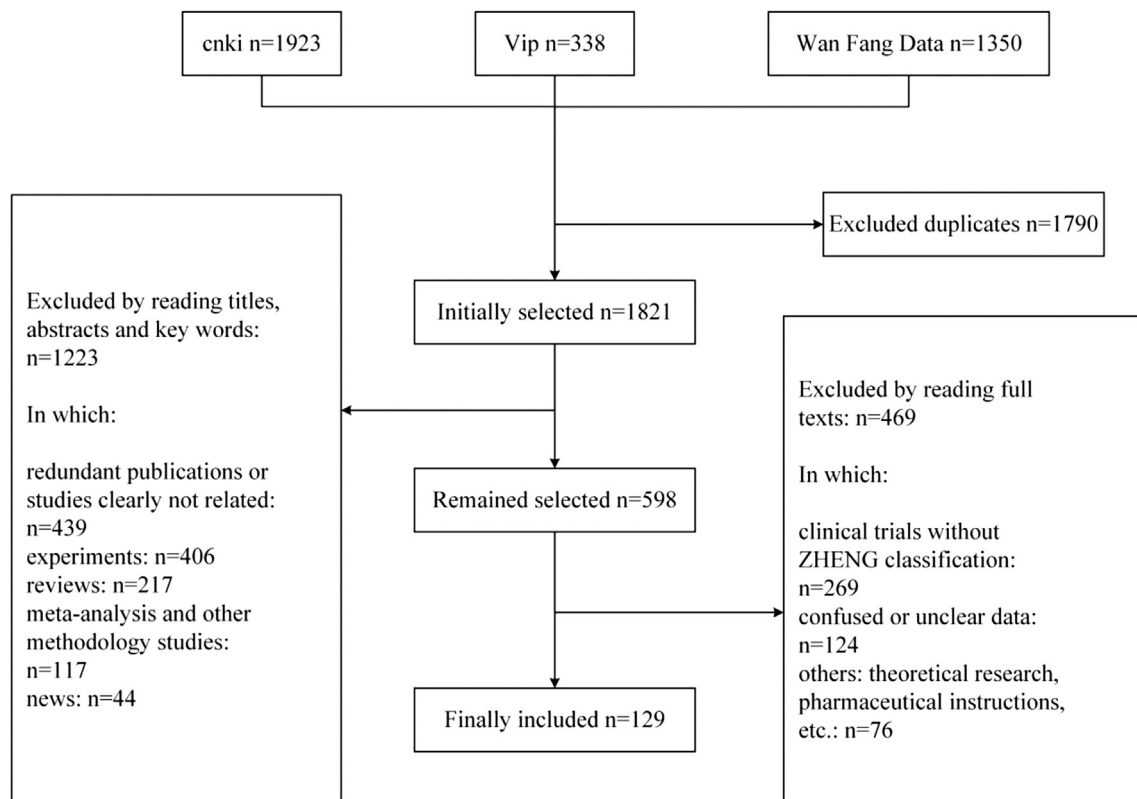 cnki n=1923
Vip n=338
Wan Fang Data n=1350
Excluded duplicates n=1790
Initially selected n=1821
Excluded by reading titles,
abstracts and key words:
n=1223
In which:
redundant publications or
studies clearly not related:
n=439
experiments: n=406
reviews: n=217
meta-analysis and other
methodology studies:
n=117
news: n=44
Remained selected n=598
Excluded by reading full
texts: n=469
In which:
clinical trials without
ZHENG classification:
n=269
confused or unclear data:
n=124
others: theoretical research,
pharmaceutical instructions,
etc.: n=76
Finally included n=129